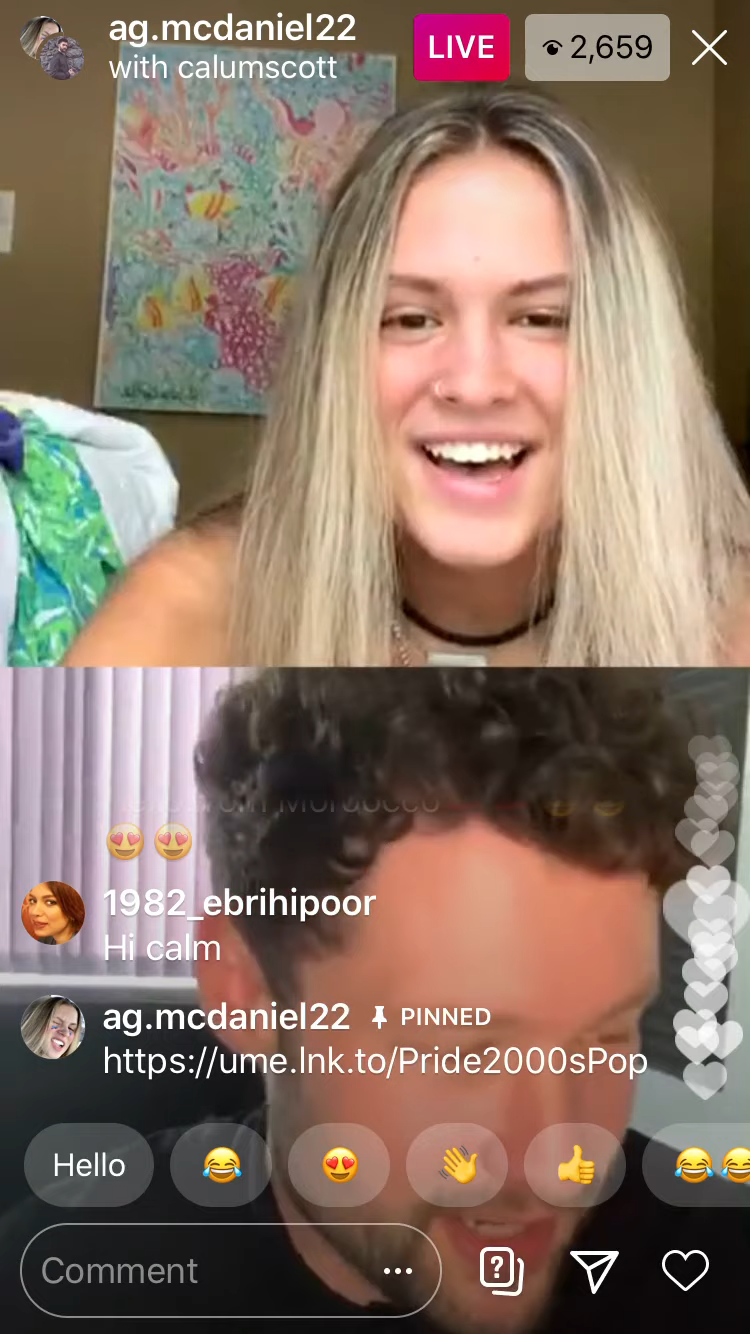 ag.mcdaniel22
LIVE
2,659
with calumscott
1982_ebrihipoor
Hi calm
ag.mcdaniel22 PINNED
https://ume.lnk.to/Pride2000sPop
Hello
Comment